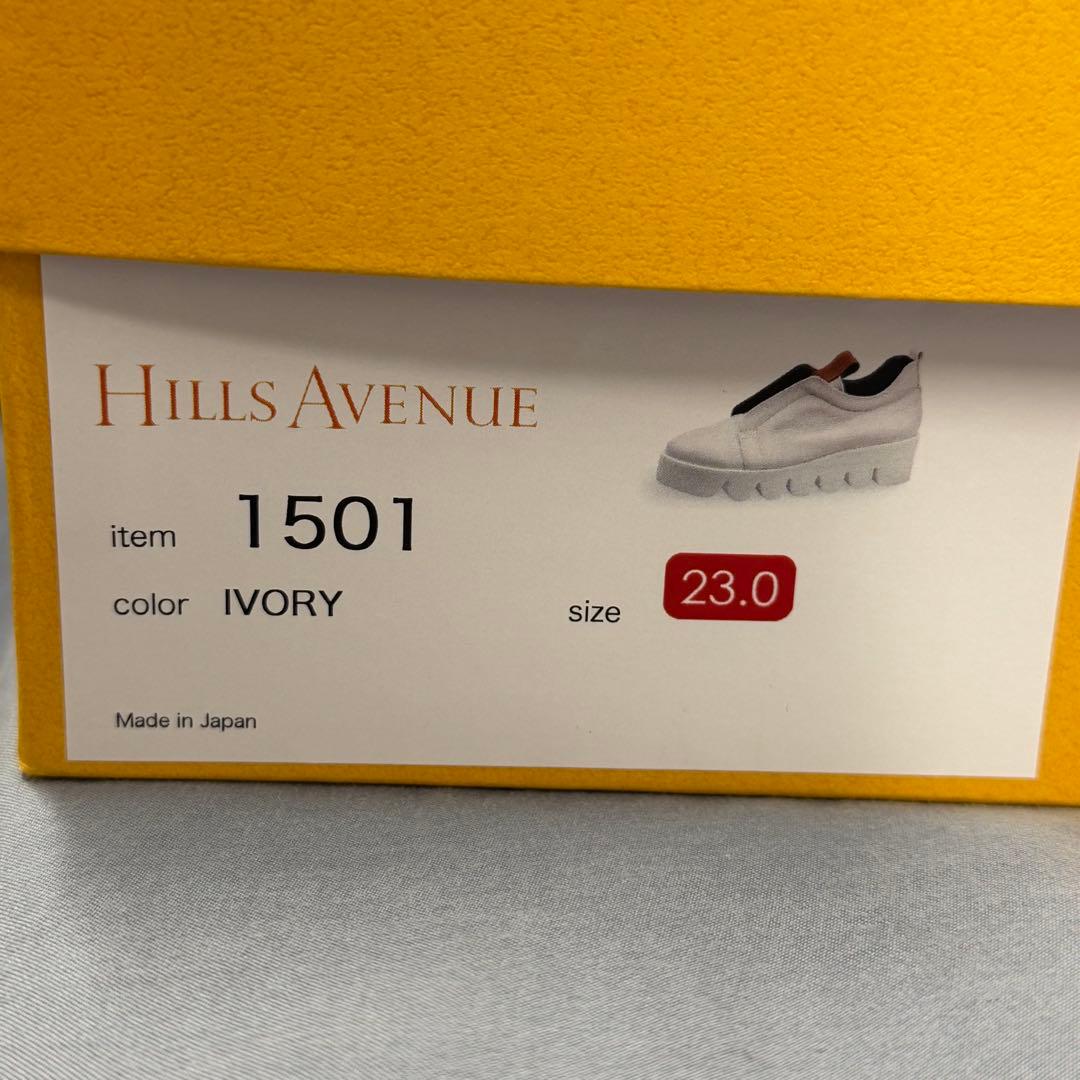 HILLS AVENUE
item 1501
color IVORY
size 23.0
Made in Japan